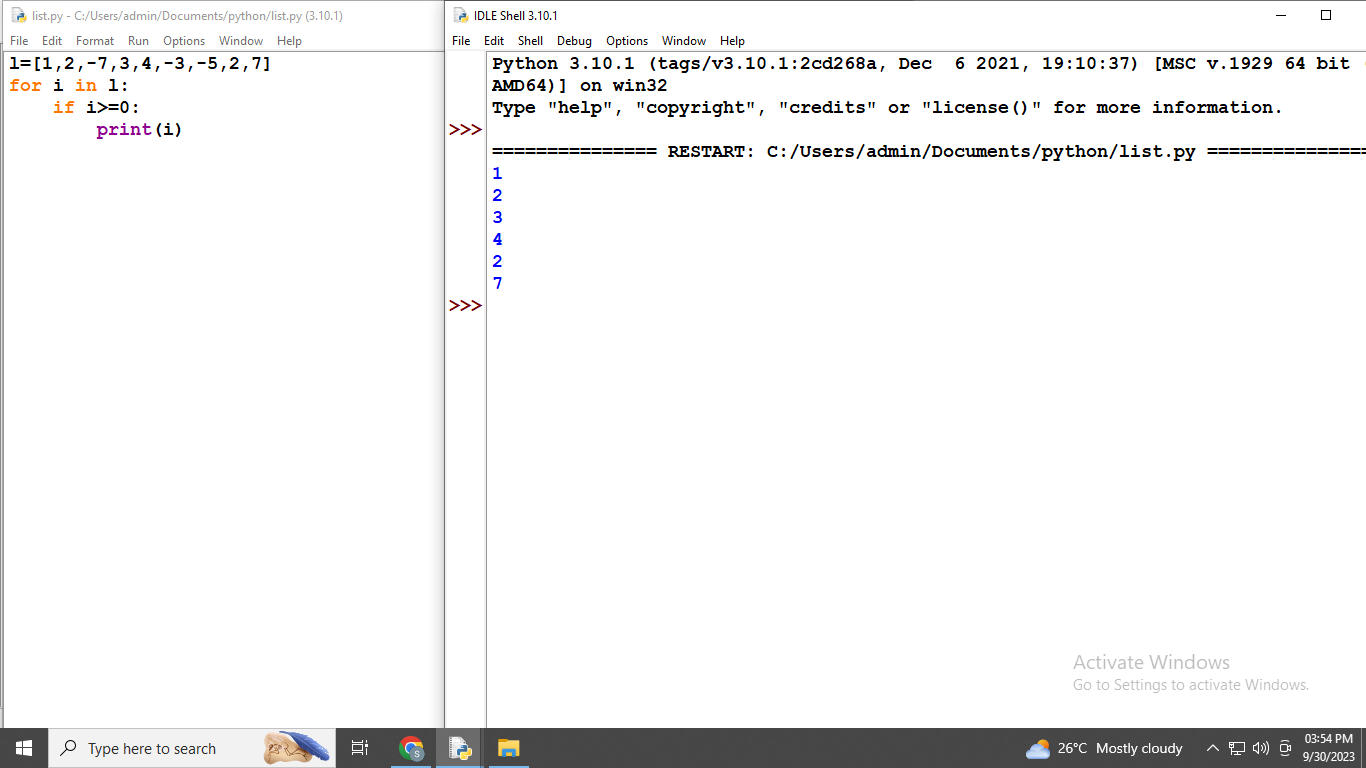 list.py - C:/Users/admin/Documents/python/list.py (3.10.1)
File Edit Format Run Options Window Help
l=[1,2,-7,3,4,-3,-5,2,7]
for i in l:
    if i>=0:
        print(i)
IDLE Shell 3.10.1
File Edit Shell Debug Options Window Help
Python 3.10.1 (tags/v3.10.1:2cd268a, Dec  6 2021, 19:10:37) [MSC v.1929 64 bit
AMD64)] on win32
Type "help", "copyright", "credits" or "license()" for more information.
>>>
=============== RESTART: C:/Users/admin/Documents/python/list.py ===============
1
2
3
4
2
7
>>>
Activate Windows
Go to Settings to activate Windows.
Type here to search
S
26°C Mostly cloudy
03:54 PM
9/30/2023